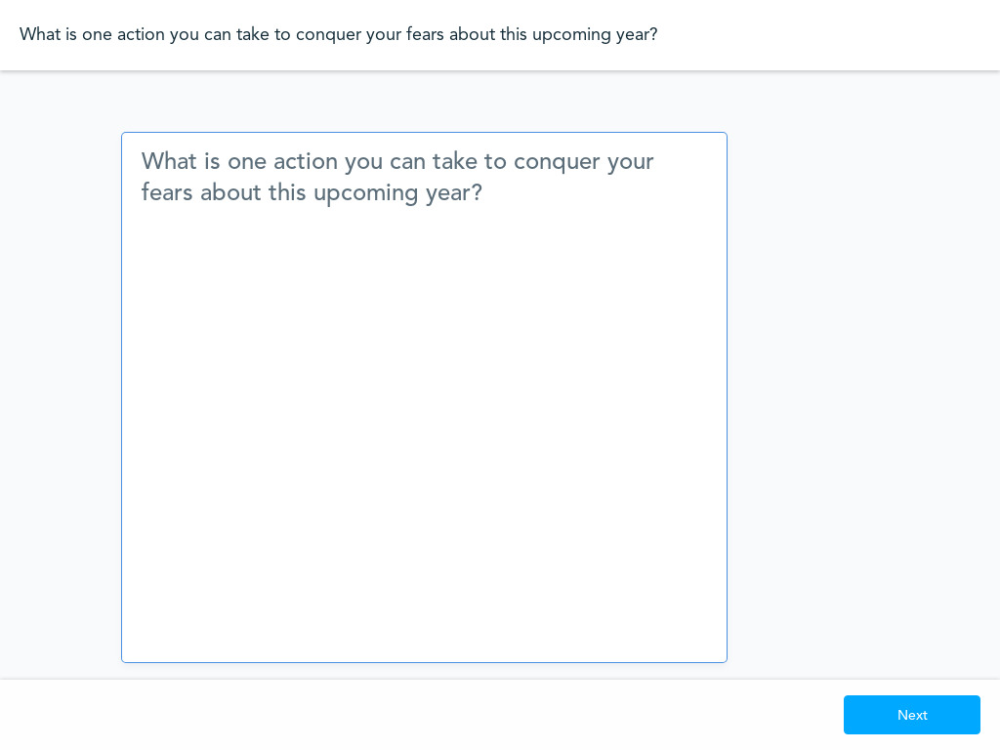 What is one action you can take to conquer your fears about this upcoming year?
What is one action you can take to conquer your
fears about this upcoming year?
Next